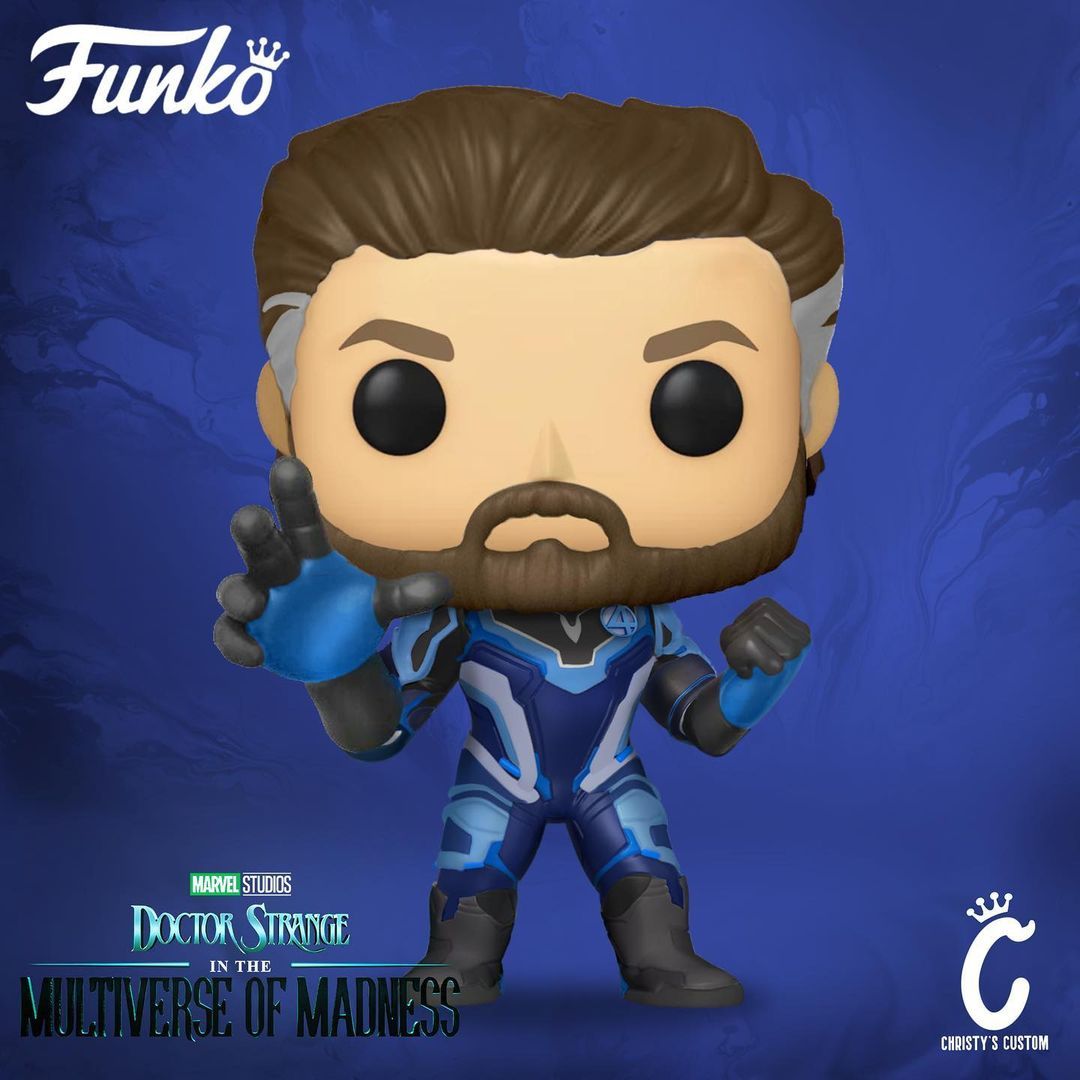 Funko
4
MARVEL STUDIOS
DOCTOR STRANGE
IN THE
MULTIVERSE OF MADNESS
C
CHRISTY'S CUSTOM